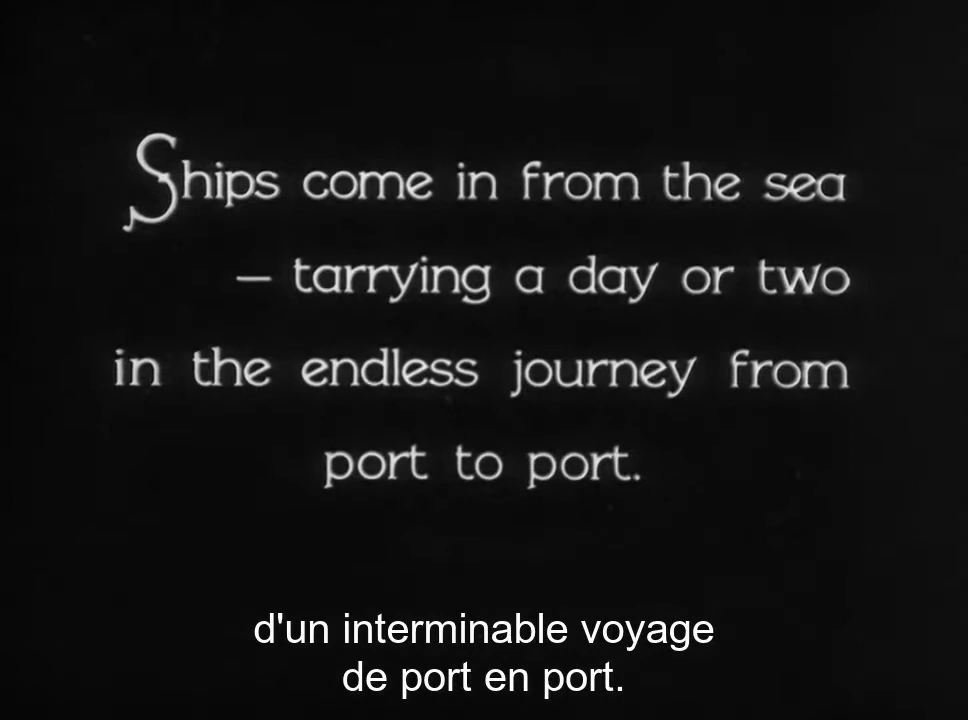 Ships come in from the sea
— tarrying a day or two
in the endless journey from
port to port.
d'un interminable voyage
de port en port.